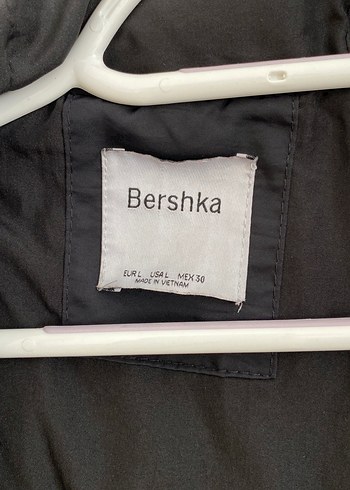 Bershka
EUR L USA L MEX 30
MADE IN VIETNAM